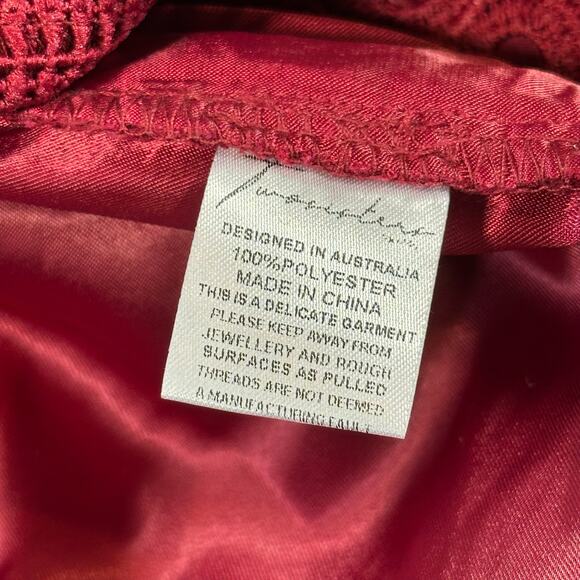 Twosisters
DESIGNED IN AUSTRALIA
100%POLYESTER
MADE IN CHINA
THIS IS A DELICATE GARMENT
PLEASE KEEP AWAY FROM
JEWELLERY AND ROUGH
SURFACES AS PULLED
THREADS ARE NOT DEEMED
A MANUFACTURING FAULT